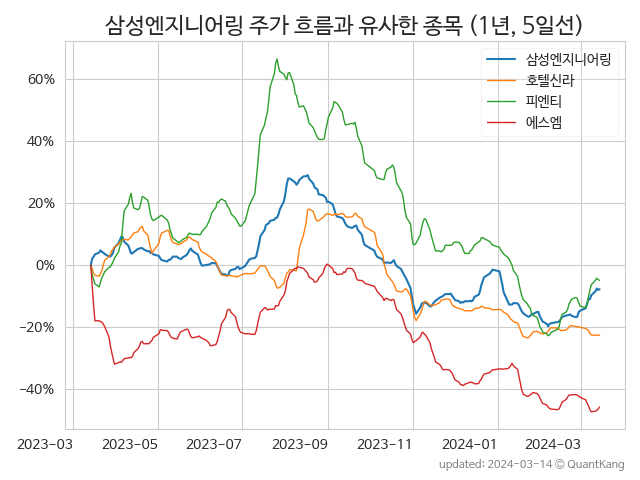 삼성엔지니어링 주가 흐름과 유사한 종목 (1년, 5일선)
삼성엔지니어링
호텔신라
피엔티
에스엠
60%
40%
20%
0%
−20%
−40%
2023−03
2023−05
2023−07
2023−09
2023−11
2024−01
2024−03
updated: 2024-03-14 © QuantKang